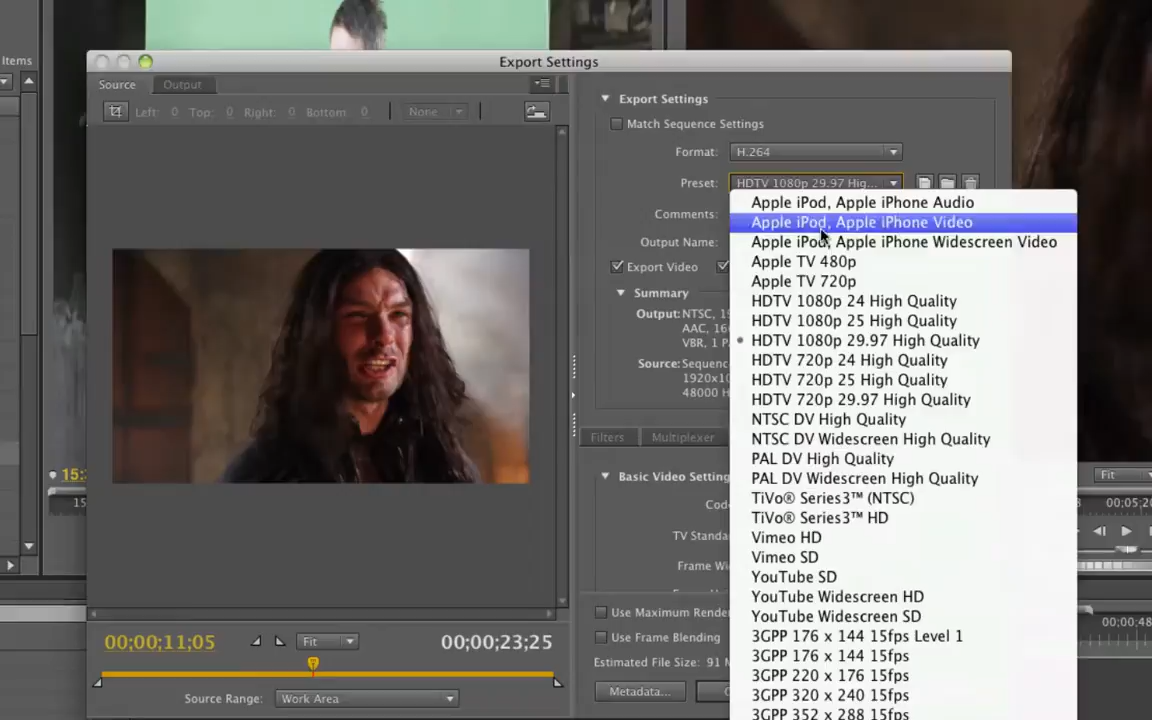 Items
Export Settings
Source
Output
Left: 0 Top: 0 Right: 0 Bottom: 0
None
Export Settings
Match Sequence Settings
Format: H.264
Preset: HDTV 1080p 29.97 Hig...
Comments:
Output Name:
Export Video
Summary
Output: NTSC, 19
AAC, 16
VBR, 1 P
Source: Sequenc
1920x10
48000 H
Filters
Multiplexer
Basic Video Setting
TV Standa
Frame Wi
Use Maximum Rende
Use Frame Blending
Estimated File Size: 91 M
Metadata...
Apple iPod, Apple iPhone Audio
Apple iPod, Apple iPhone Video
Apple iPod, Apple iPhone Widescreen Video
Apple TV 480p
Apple TV 720p
HDTV 1080p 24 High Quality
HDTV 1080p 25 High Quality
HDTV 1080p 29.97 High Quality
HDTV 720p 24 High Quality
HDTV 720p 25 High Quality
HDTV 720p 29.97 High Quality
NTSC DV High Quality
NTSC DV Widescreen High Quality
PAL DV High Quality
PAL DV Widescreen High Quality
TiVo® Series3™ (NTSC)
TiVo® Series3™ HD
Vimeo HD
Vimeo SD
YouTube SD
YouTube Widescreen HD
YouTube Widescreen SD
3GPP 176 x 144 15fps Level 1
3GPP 176 x 144 15fps
3GPP 220 x 176 15fps
3GPP 320 x 240 15fps
3GPP 352 x 288 15fps
00;00;11;05
Fit
00;00;23;25
Source Range: Work Area
Fit
00;05;20
00;00;48